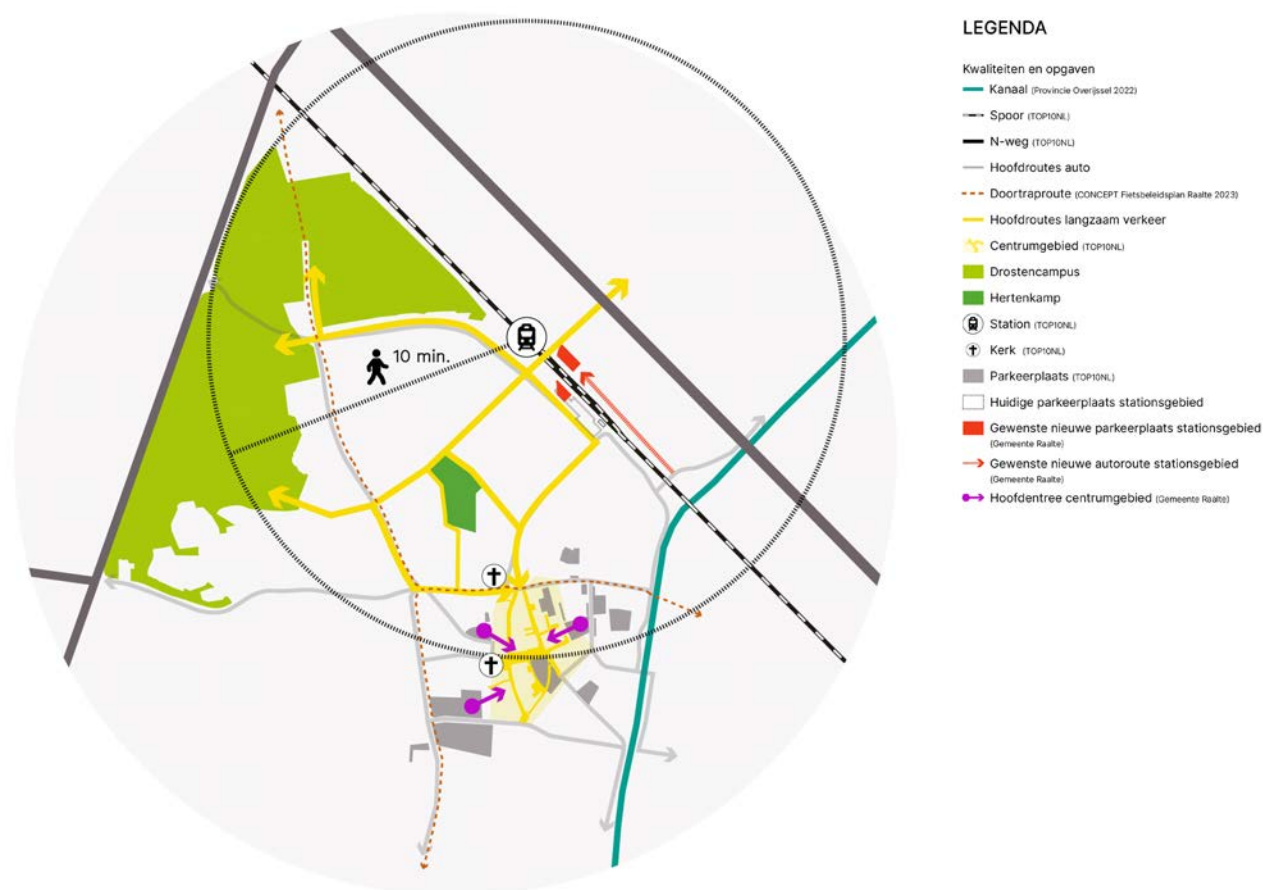 10 min.
LEGENDA
Kwaliteiten en opgaven
Kanaal (Provincie Overijssel 2022)
Spoor (TOP10NL)
N-weg (TOP10NL)
Hoofdroutes auto
Doortraproute (CONCEPT Fietsbeleidsplan Raalte 2023)
Hoofdroutes langzaam verkeer
Centrumgebied (TOP10NL)
Drostencampus
Hertenkamp
Station (TOP10NL)
Kerk (TOP10NL)
Parkeerplaats (TOP10NL)
Huidige parkeerplaats stationsgebied
Gewenste nieuwe parkeerplaats stationsgebied
(Gemeente Raalte)
Gewenste nieuwe autoroute stationsgebied
(Gemeente Raalte)
Hoofdentree centrumgebied (Gemeente Raalte)